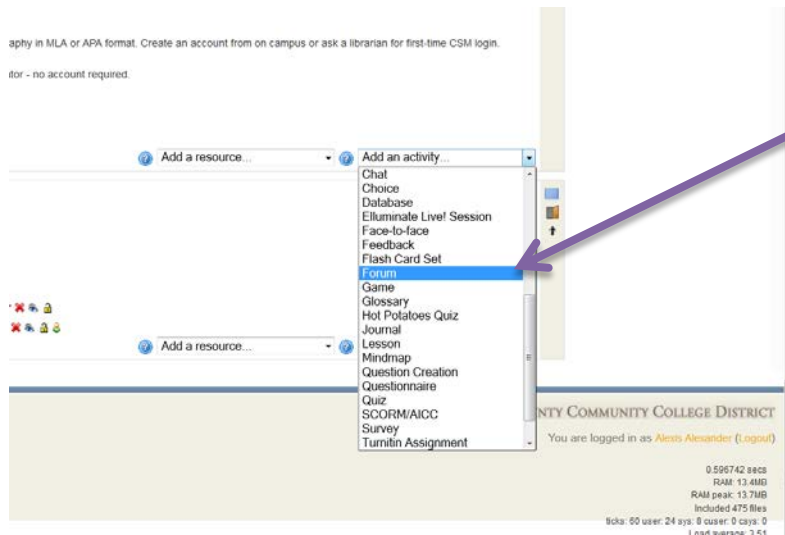 aphy in MLA or APA format. Create an account from on campus or ask a librarian for first-time CSM login.
ator - no account required.
Add a resource... Add an activity...
Chat
Choice
Database
Elluminate Live! Session
Face-to-face
Feedback
Flash Card Set
Forum
Game
Glossary
Hot Potatoes Quiz
Journal
Lesson
Mindmap
Add a resource...
Question Creation
Questionnaire
Quiz
SCORM/AICC
Survey
Turnitin Assignment
NTY COMMUNITY COLLEGE DISTRICT
You are logged in as Alexis Alexander (Logout)
0.596742 secs
RAM: 13.4MB
RAM peak: 13.7MB
Included 475 files
ticks: 60 user: 24 sys: 8 cuser: 0 csys: 0
Load average: 3.51